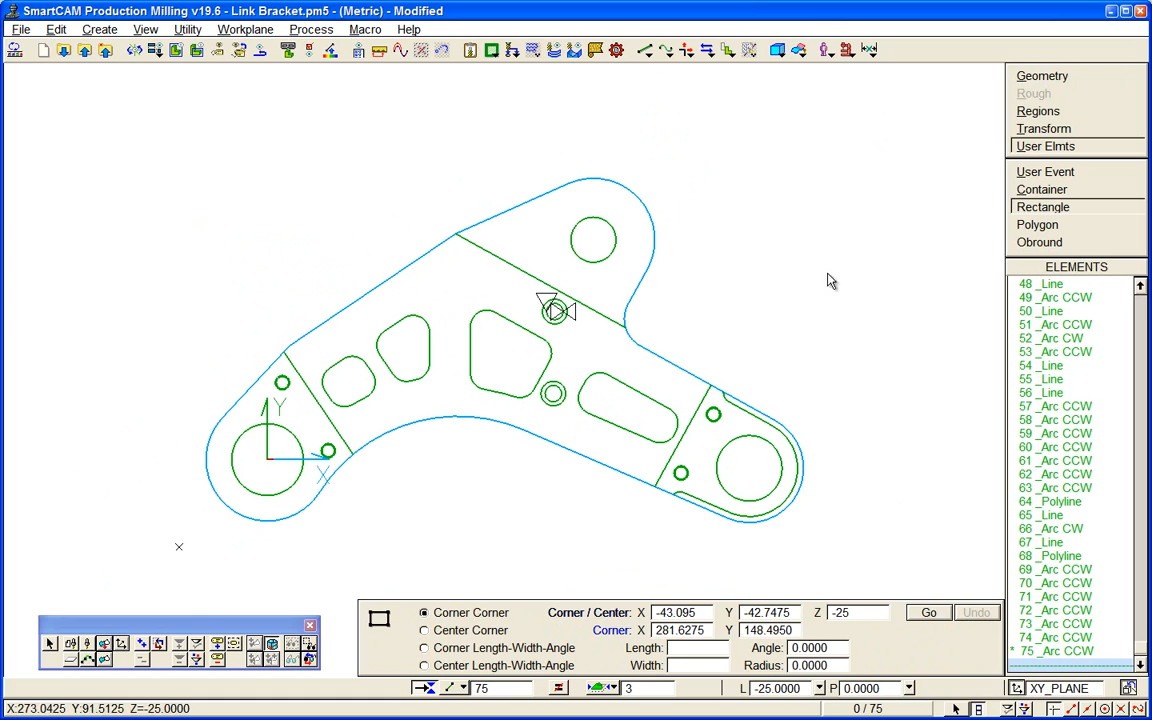 SmartCAM Production Milling v19.6 - Link Bracket.pm5 - (Metric) - Modified
File Edit Create View Utility Workplane Process Macro Help
Geometry
Rough
Regions
Transform
User Elmts
User Event
Container
Rectangle
Polygon
Obround
ELEMENTS
48 _Line
49 _Arc CCW
50 _Line
51 _Arc CCW
52 _Arc CW
53 _Arc CCW
54 _Line
55 _Line
56 _Line
57 _Arc CCW
58 _Arc CCW
59 _Arc CCW
60 _Arc CCW
61 _Arc CCW
62 _Arc CCW
63 _Arc CCW
64 _Polyline
65 _Line
66 _Arc CW
67 _Line
68 _Polyline
69 _Arc CCW
70 _Arc CCW
71 _Arc CCW
72 _Arc CCW
73 _Arc CCW
74 _Arc CCW
* 75 _Arc CCW
Y
X
Corner Corner Corner / Center: X -43.095 Y -42.7475 Z -25 Go Undo
Center Corner Corner: X 281.6275 Y 148.4950
Corner Length-Width-Angle Length: Angle: 0.0000
Center Length-Width-Angle Width: Radius: 0.0000
75 3 L -25.0000 P 0.0000 XY_PLANE
X:273.0425 Y:91.5125 Z=-25.0000 0 / 75